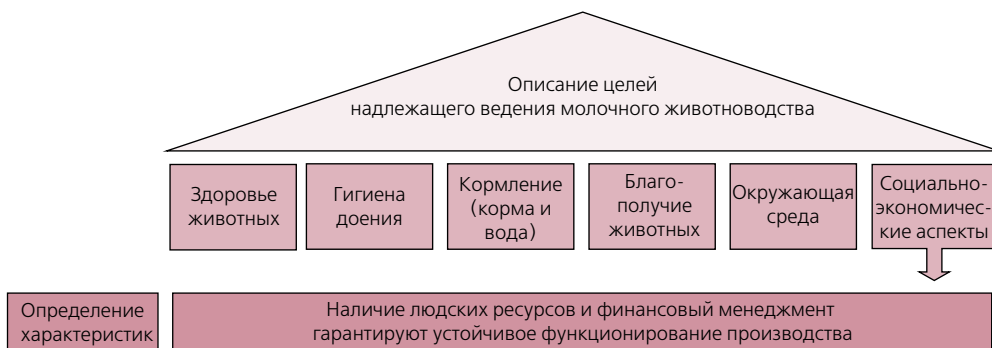 Описание целей
надлежащего ведения молочного животноводства
Здоровье
животных
Гигиена
доения
Кормление
(корма и
вода)
Благо-
получие
животных
Окружающая
среда
Социально-
экономичес-
кие аспекты
Определение
характеристик
Наличие людских ресурсов и финансовый менеджмент
гарантируют устойчивое функционирование производства